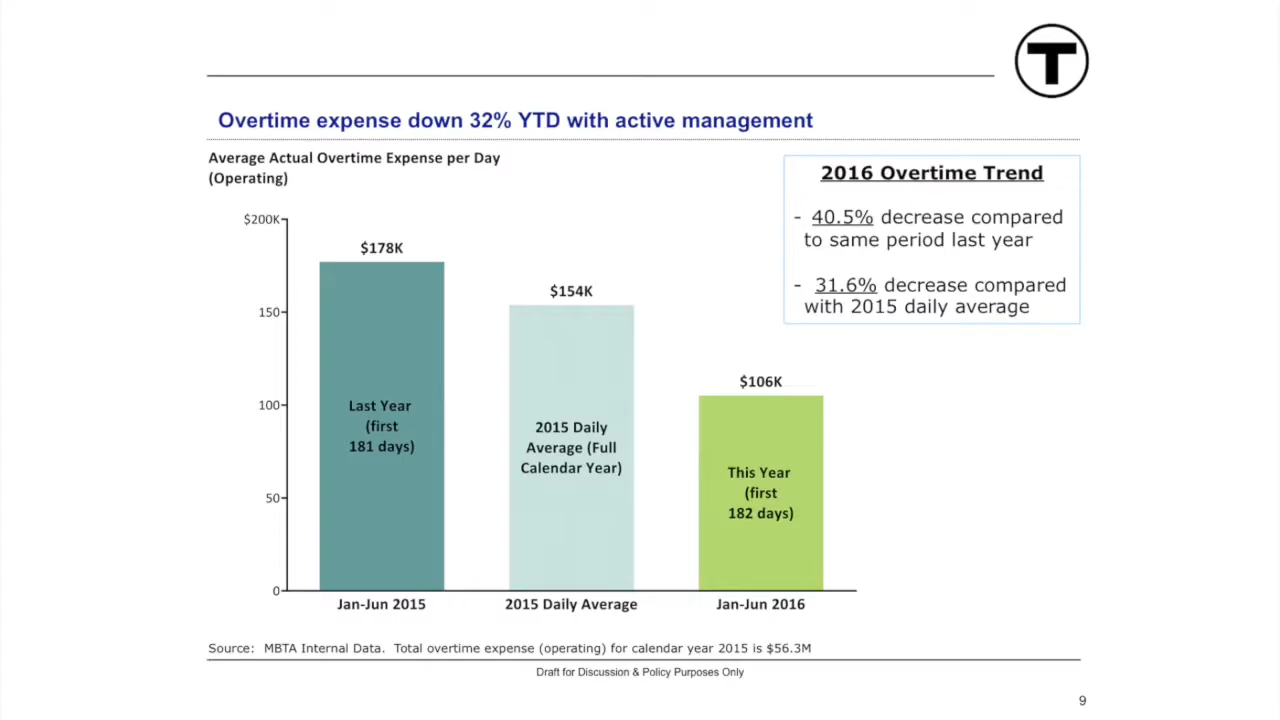 T
Overtime expense down 32% YTD with active management
Average Actual Overtime Expense per Day
(Operating)
2016 Overtime Trend
- 40.5% decrease compared
to same period last year
- 31.6% decrease compared
with 2015 daily average
$200K
150
100
50
0
$178K
Last Year
(first
181 days)
$154K
2015 Daily
Average (Full
Calendar Year)
$106K
This Year
(first
182 days)
Jan-Jun 2015
2015 Daily Average
Jan-Jun 2016
Source: MBTA Internal Data. Total overtime expense (operating) for calendar year 2015 is $56.3M
Draft for Discussion & Policy Purposes Only
9